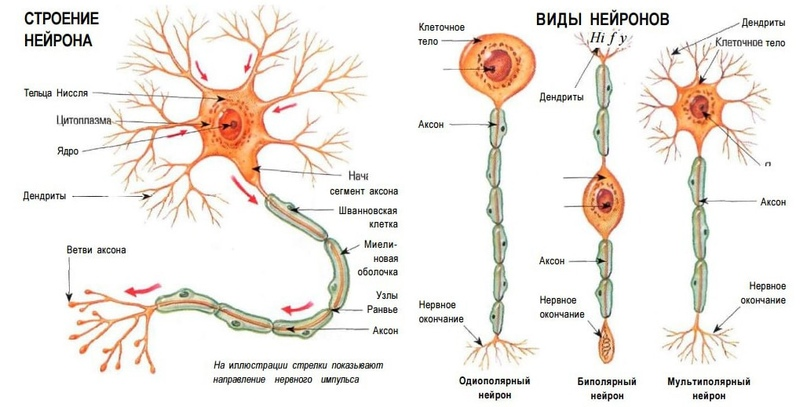 СТРОЕНИЕ
НЕЙРОНА
Тельца Ниссля
Цитоплазма
Ядро
Дендриты
Нача
сегмент аксона
Шванновская
клетка
Миели-
новая
оболочка
Узлы
Ранвье
Аксон
Ветви аксона
На иллюстрации стрелки показывают
направление нервного импульса
ВИДЫ НЕЙРОНОВ
Клеточное
тело
Аксон
Нервное
окончание
Одиополярный
нейрон
Hi f y
Дендриты
Аксон
Нервное
окончание
Биполярный
нейрон
Дендриты
Клеточное тело
Аксон
Нервное
окончание
Мультиполярный
нейрон